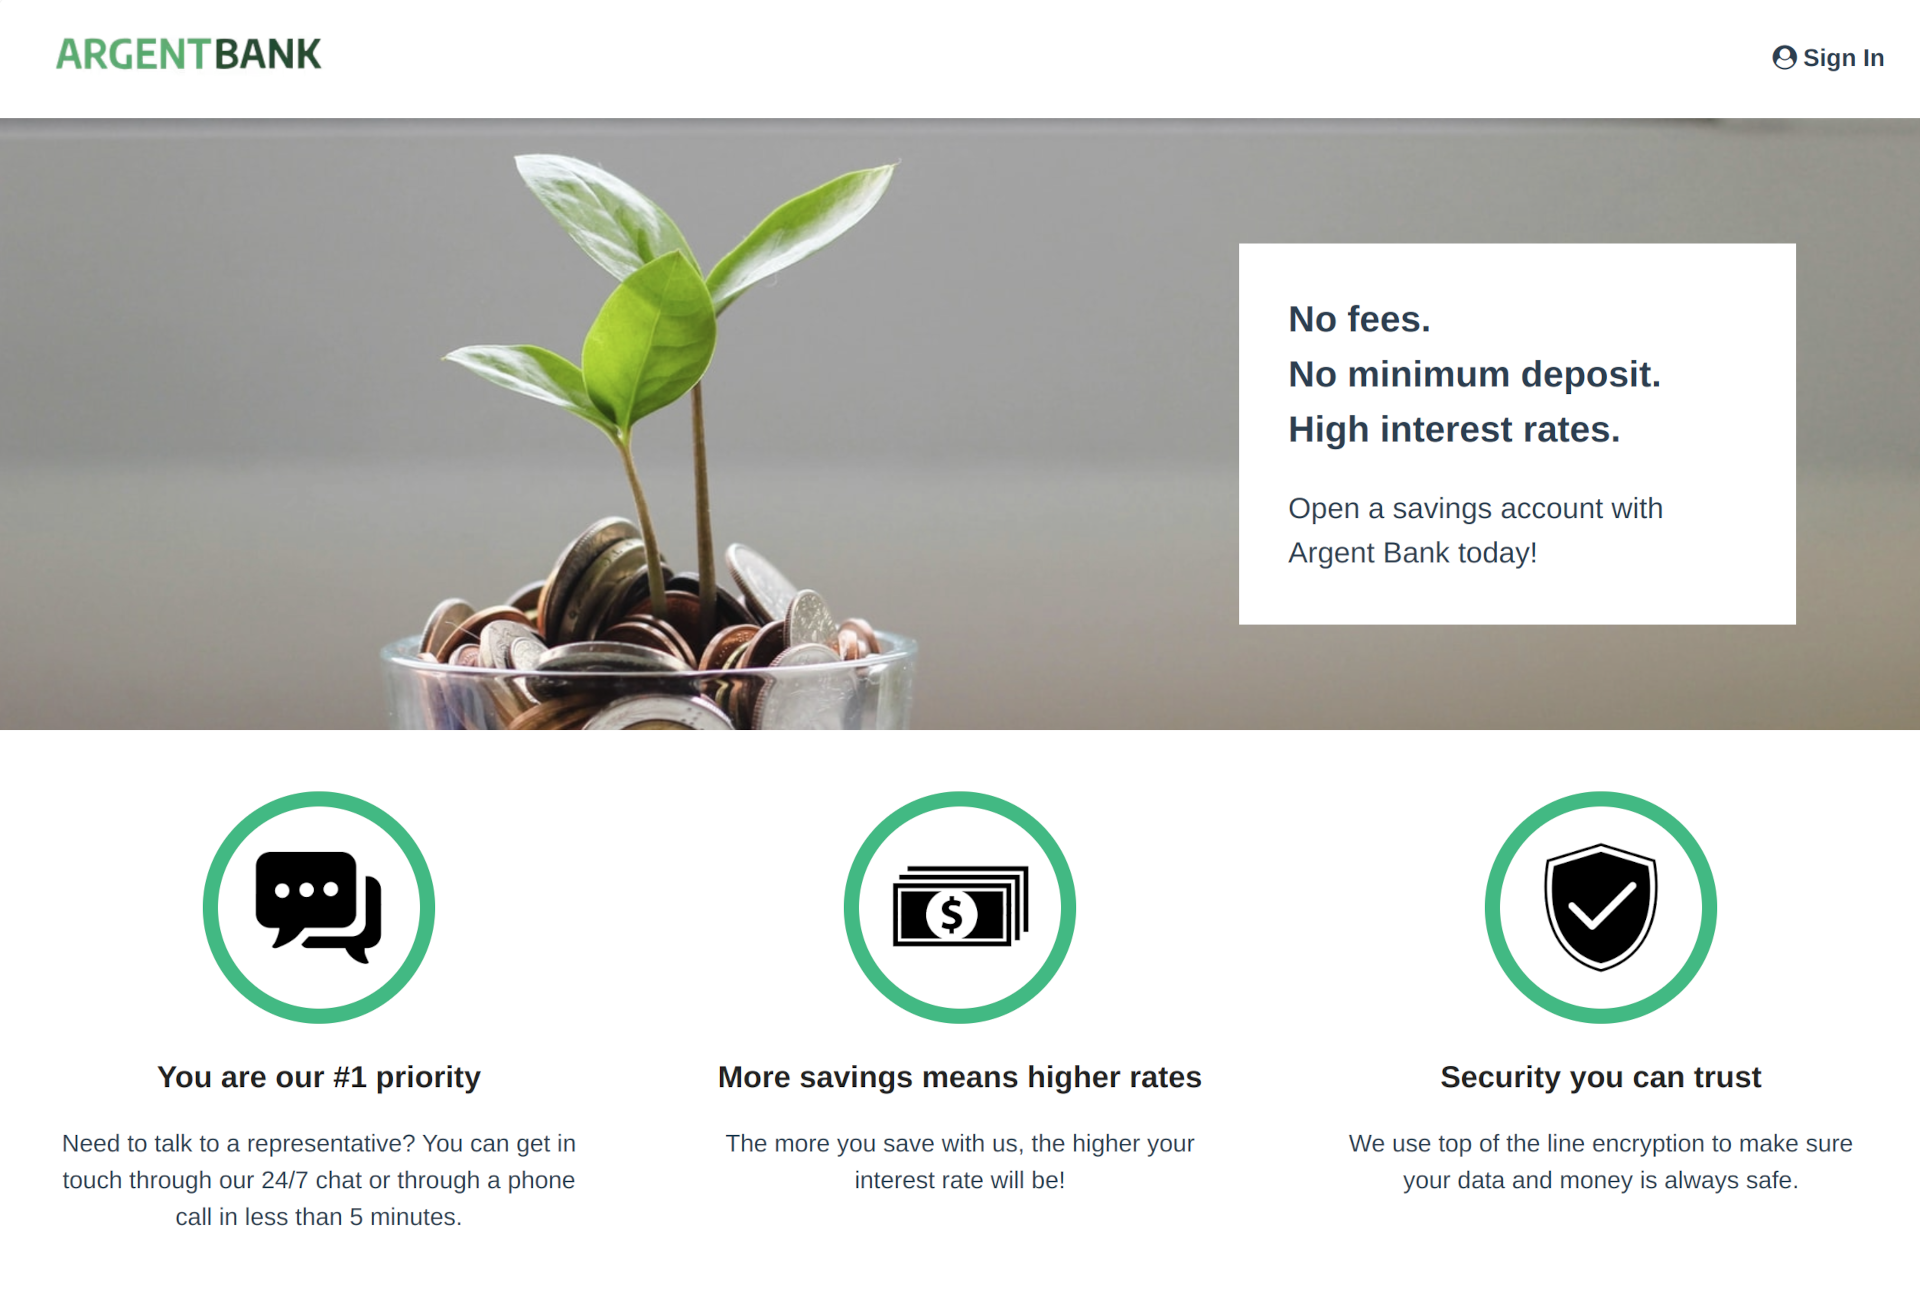 ARGENTBANK
Sign In
No fees.
No minimum deposit.
High interest rates.
Open a savings account with
Argent Bank today!
$
You are our #1 priority
Need to talk to a representative? You can get in
touch through our 24/7 chat or through a phone
call in less than 5 minutes.
More savings means higher rates
The more you save with us, the higher your
interest rate will be!
Security you can trust
We use top of the line encryption to make sure
your data and money is always safe.